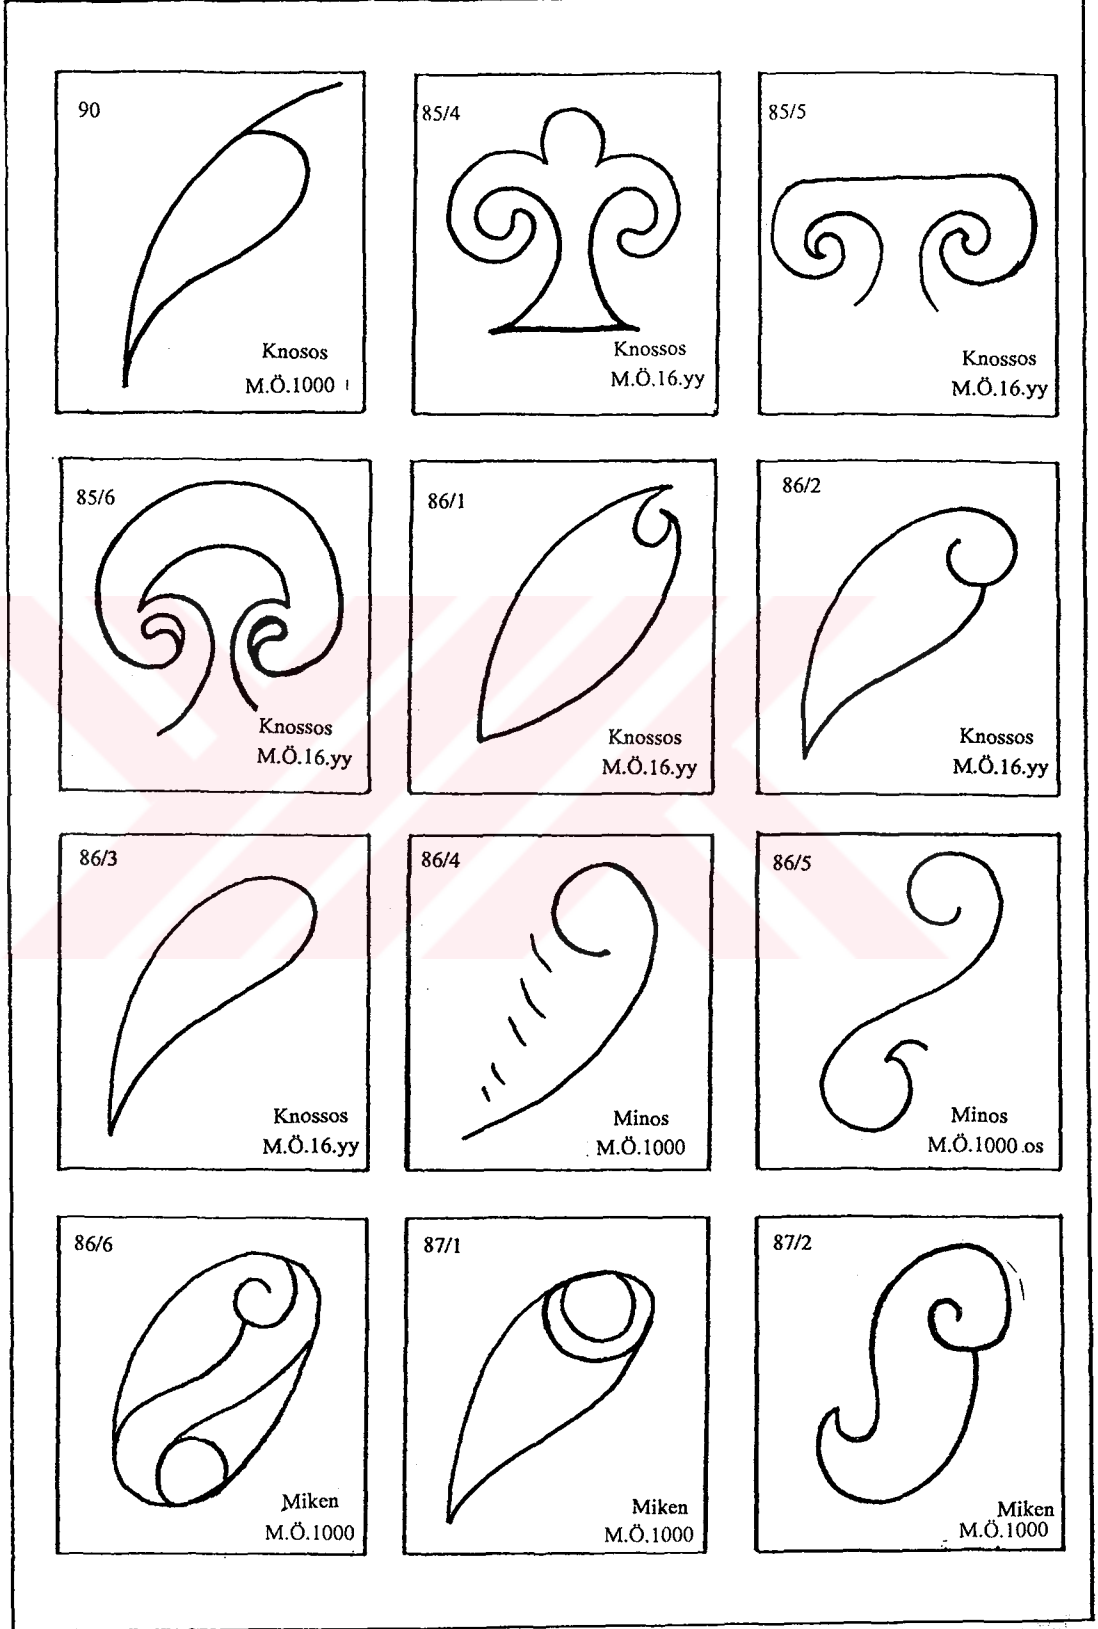 90
Knosos
M.Ö.1000
85/4
Knossos
M.Ö.16.yy
85/5
Knossos
M.Ö.16.yy
85/6
Knossos
M.Ö.16.yy
86/1
Knossos
M.Ö.16.yy
86/2
Knossos
M.Ö.16.yy
86/3
Knossos
M.Ö.16.yy
86/4
Minos
M.Ö.1000
86/5
Minos
M.Ö.1000.os
86/6
Miken
M.Ö.1000
87/1
Miken
M.Ö.1000
87/2
Miken
M.Ö.1000